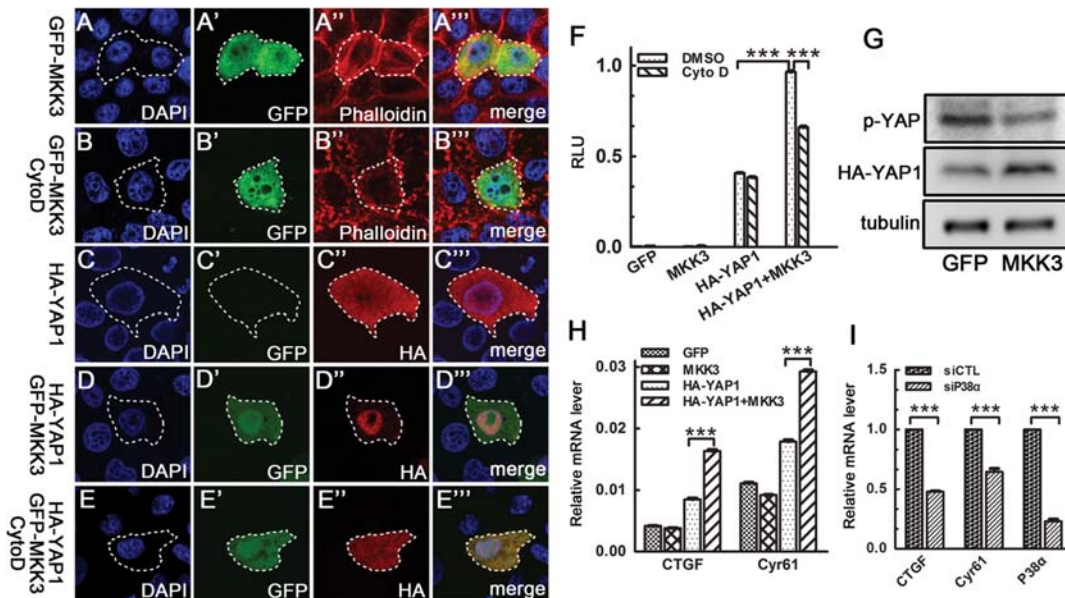 GFP-MKK3
A
DAPI
A'
GFP
A''
Phalloidin
A'''
merge
GFP-MKK3
CytoD
B
DAPI
B'
GFP
B''
Phalloidin
B'''
merge
HA-YAP1
C
DAPI
C'
GFP
C''
HA
C'''
merge
HA-YAP1
GFP-MKK3
D
DAPI
D'
GFP
D''
HA
D'''
merge
HA-YAP1
GFP-MKK3
CytoD
E
DAPI
E'
GFP
E''
HA
E'''
merge
F
DMSO
Cyto D
*** ***
RLU
1.0
0.5
0.0
GFP
MKK3
HA-YAP1
HA-YAP1+MKK3
G
p-YAP
HA-YAP1
tubulin
GFP MKK3
H
GFP
MKK3
HA-YAP1
HA-YAP1+MKK3
***
***
Relative mRNA lever
0.03
0.02
0.01
0.00
CTGF Cyr61
I
siCTL
siP38α
*** *** ***
Relative mRNA lever
1.5
1.0
0.5
0.0
CTGF
Cyr61
P38α